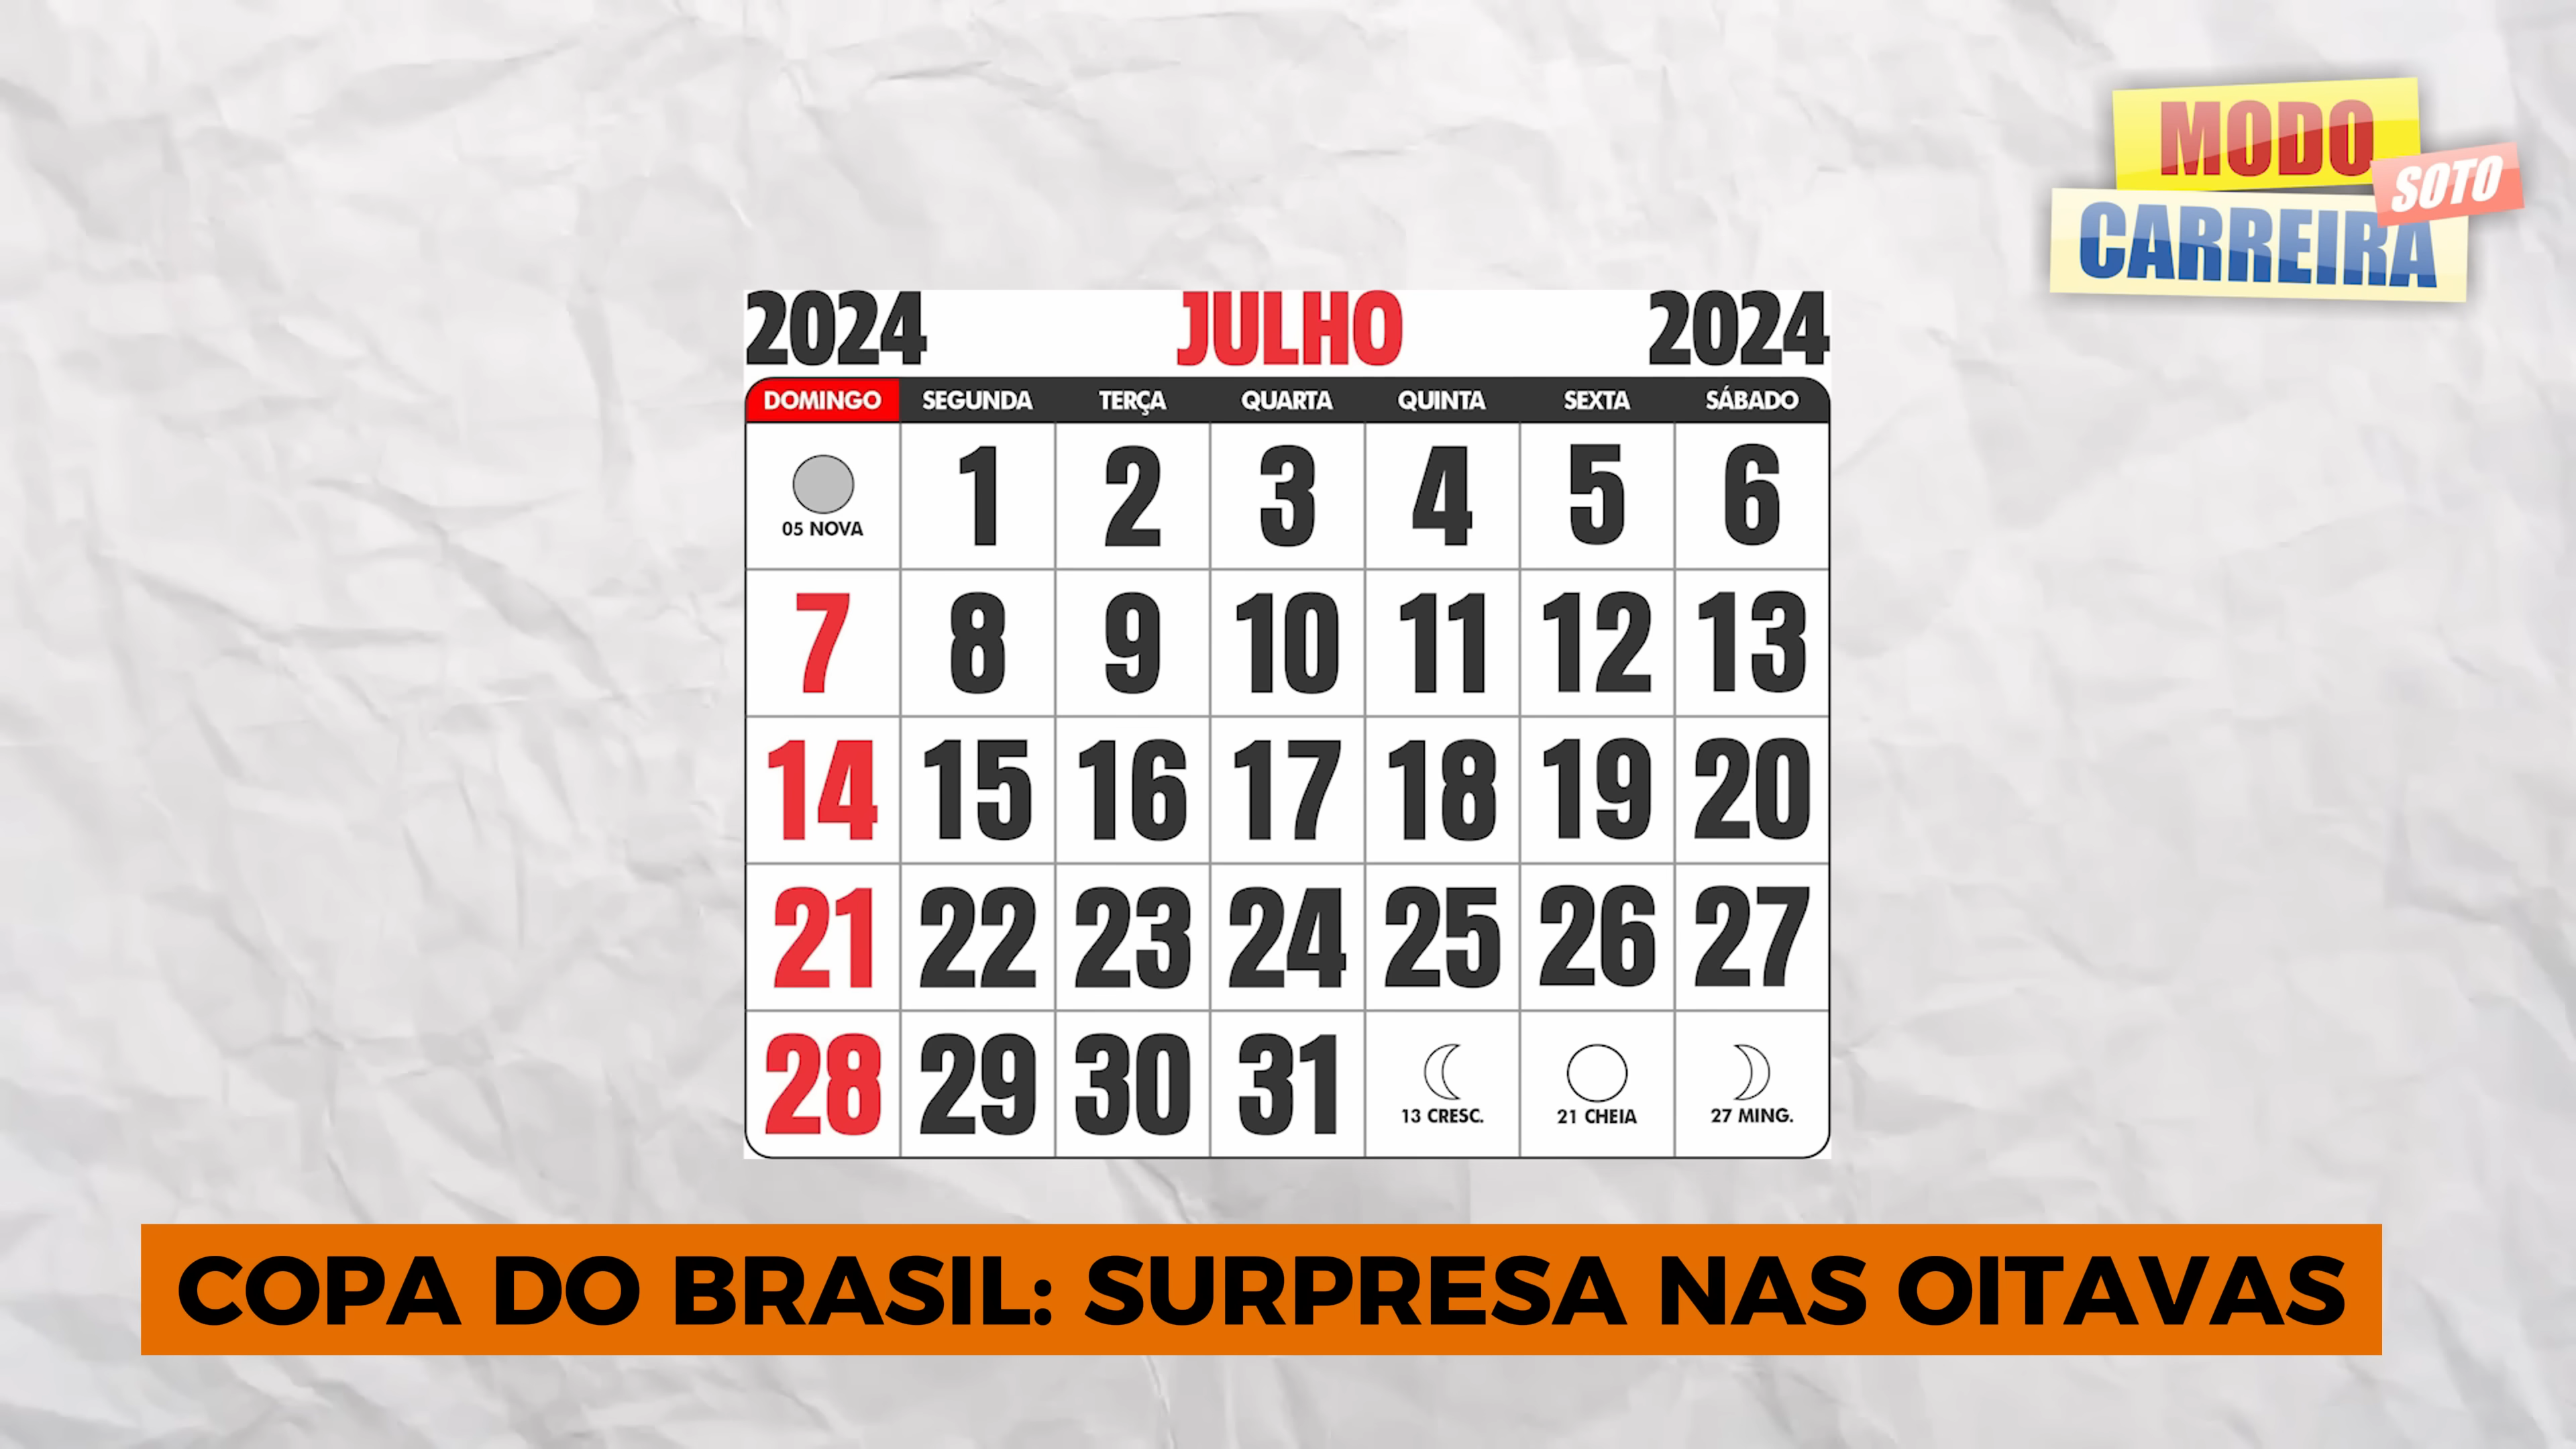 MODO
SOTO
CARREIRA
2024 JULHO 2024
DOMINGO SEGUNDA TERÇA QUARTA QUINTA SEXTA SÁBADO
05 NOVA 1 2 3 4 5 6
7 8 9 10 11 12 13
14 15 16 17 18 19 20
21 22 23 24 25 26 27
28 29 30 31 13 CRESC. 21 CHEIA 27 MING.
COPA DO BRASIL: SURPRESA NAS OITAVAS